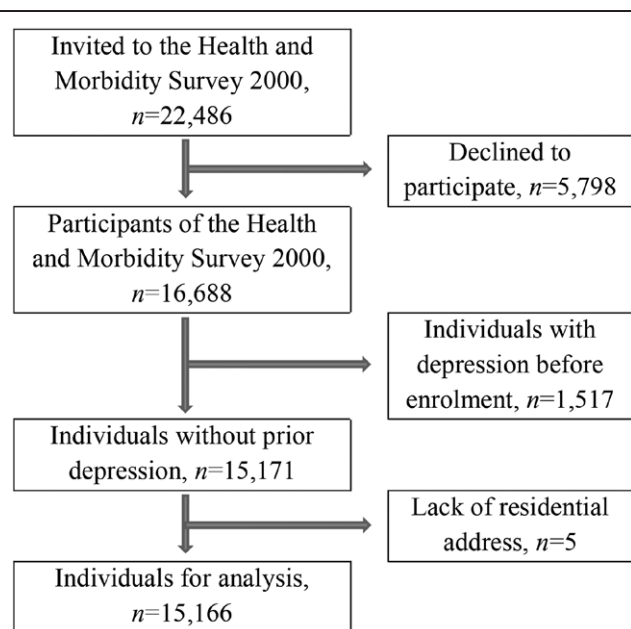 Invited to the Health and
Morbidity Survey 2000,
n=22,486
Declined to
participate, n=5,798
Participants of the Health
and Morbidity Survey 2000,
n=16,688
Individuals with
depression before
enrolment, n=1,517
Individuals without prior
depression, n=15,171
Lack of residential
address, n=5
Individuals for analysis,
n=15,166